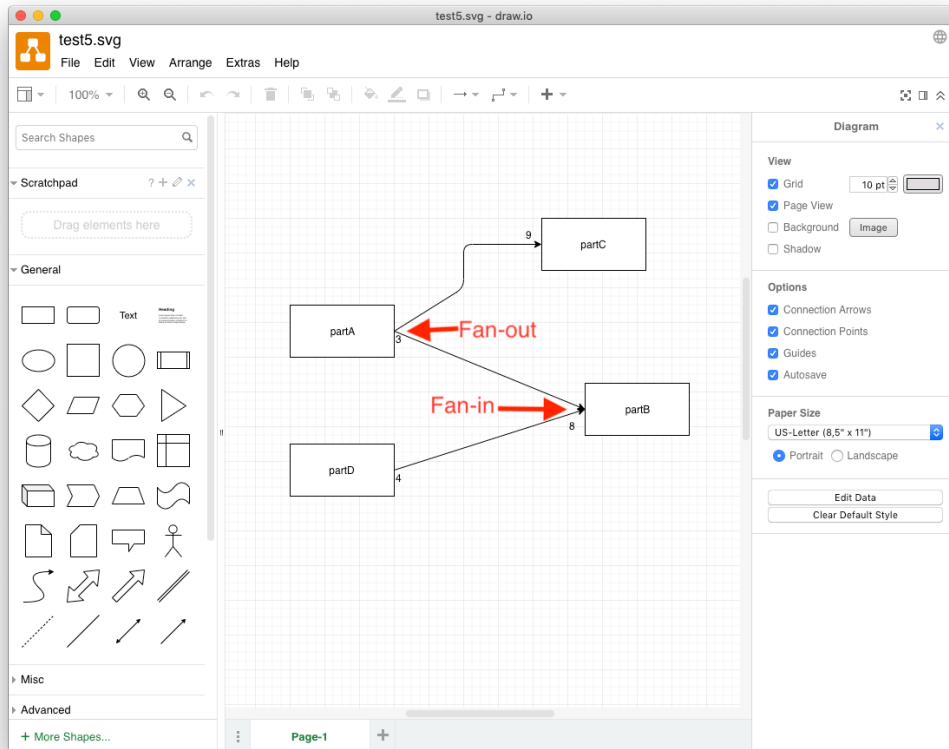 test5.svg - draw.io
test5.svg
File Edit View Arrange Extras Help
100%
Search Shapes
Scratchpad
?
Drag elements here
General
Text
Heading
Misc
Advanced
+ More Shapes...
9
partC
partA
3
Fan-out
Fan-in
partB
8
partD
4
Page-1
Diagram
View
Grid 10 pt
Page View
Background Image
Shadow
Options
Connection Arrows
Connection Points
Guides
Autosave
Paper Size
US-Letter (8,5" x 11")
Portrait Landscape
Edit Data
Clear Default Style